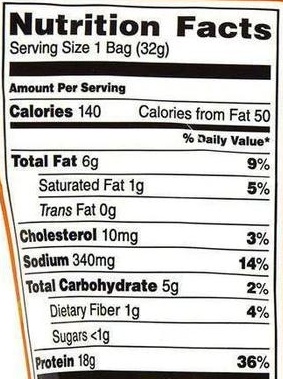 Nutrition Facts
Serving Size 1 Bag (32g)
Amount Per Serving
Calories 140 Calories from Fat 50
% Daily Value*
Total Fat 6g 9%
Saturated Fat 1g 5%
Trans Fat 0g
Cholesterol 10mg 3%
Sodium 340mg 14%
Total Carbohydrate 5g 2%
Dietary Fiber 1g 4%
Sugars <1g
Protein 18g 36%